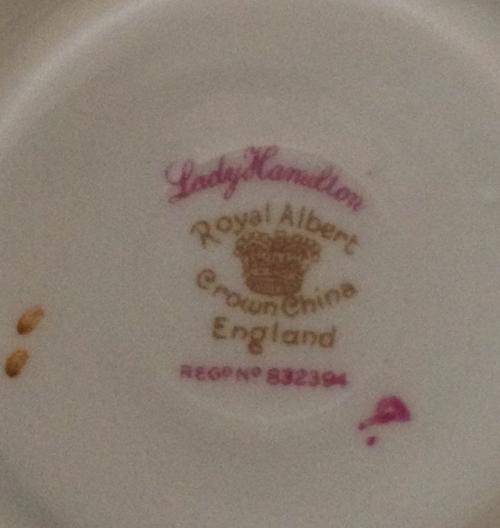 Lady Hamilton
Royal Albert
Crown China
England
REGD No 832394